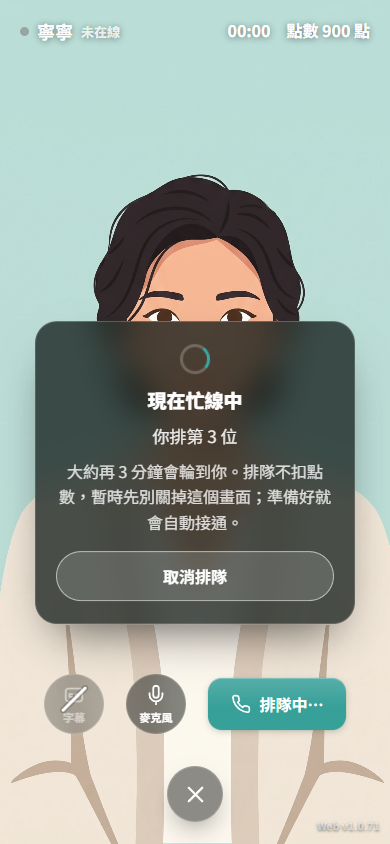 寧寧 未在線 00:00 點數 900 點
現在忙線中
你排第 3 位
大約再 3 分鐘會輪到你。排隊不扣點
數，暫時先別關掉這個畫面；準備好就
會自動接通。
取消排隊
字幕 麥克風 排隊中…
Web v1.0.71